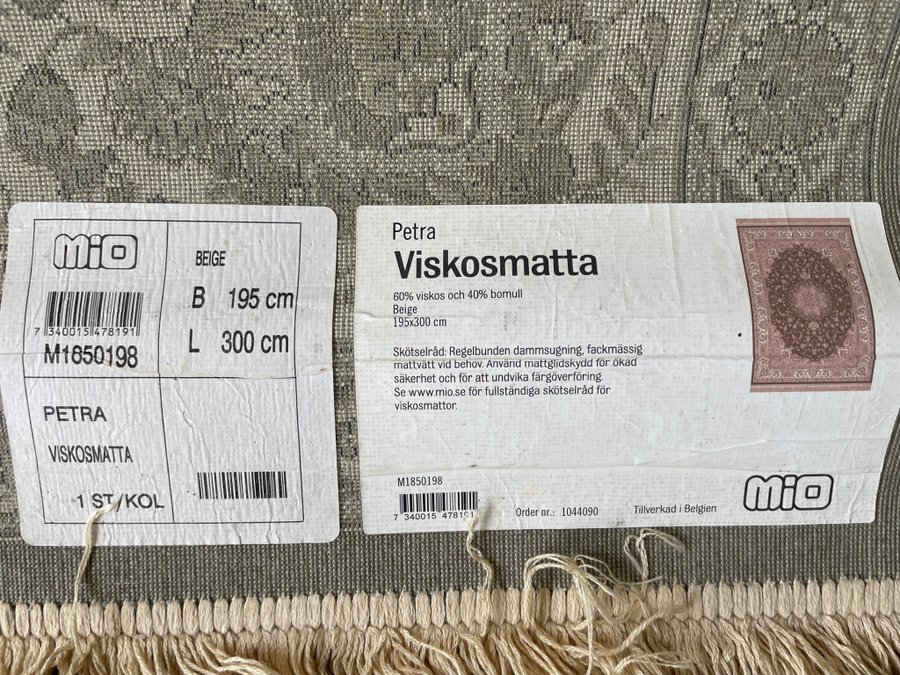 MiO
BEIGE
B 195 cm
L 300 cm
7 340015 478191
M1850198
PETRA
VISKOSMATTA
1 ST/KOL
Petra
Viskosmatta
60% viskos och 40% bomull
Beige
195x300 cm
Skötselråd: Regelbunden dammsugning, fackmässig
mattvätt vid behov. Använd mattglidskydd för ökad
säkerhet och för att undvika färgöverföring.
Se www.mio.se för fullständiga skötselråd för
viskosmattor.
M1850198
7 340015 478191
Order nr.: 1044090
Tillverkad i Belgien
MiO